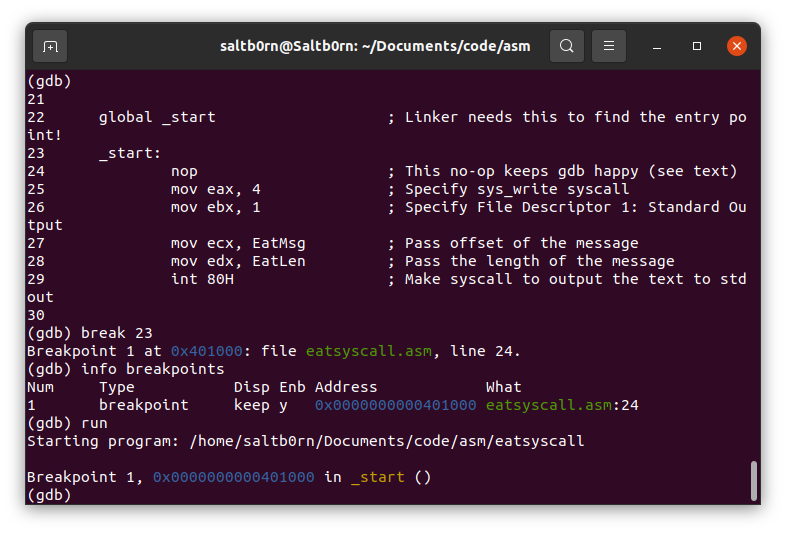 saltb0rn@Saltb0rn: ~/Documents/code/asm
(gdb)
21
22      global _start                   ; Linker needs this to find the entry po
int!
23      _start:
24              nop                     ; This no-op keeps gdb happy (see text)
25              mov eax, 4              ; Specify sys_write syscall
26              mov ebx, 1              ; Specify File Descriptor 1: Standard Ou
tput
27              mov ecx, EatMsg         ; Pass offset of the message
28              mov edx, EatLen         ; Pass the length of the message
29              int 80H                 ; Make syscall to output the text to std
out
30
(gdb) break 23
Breakpoint 1 at 0x401000: file eatsyscall.asm, line 24.
(gdb) info breakpoints
Num     Type           Disp Enb Address            What
1       breakpoint     keep y   0x0000000000401000 eatsyscall.asm:24
(gdb) run
Starting program: /home/saltb0rn/Documents/code/asm/eatsyscall

Breakpoint 1, 0x0000000000401000 in _start ()
(gdb)